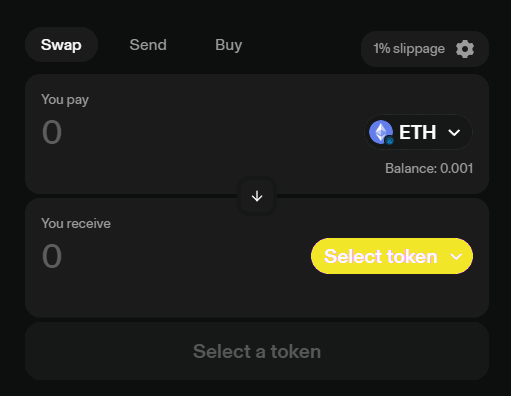 Swap
Send
Buy
1% slippage
You pay
0
ETH
Balance: 0.001
You receive
0
Select token
Select a token